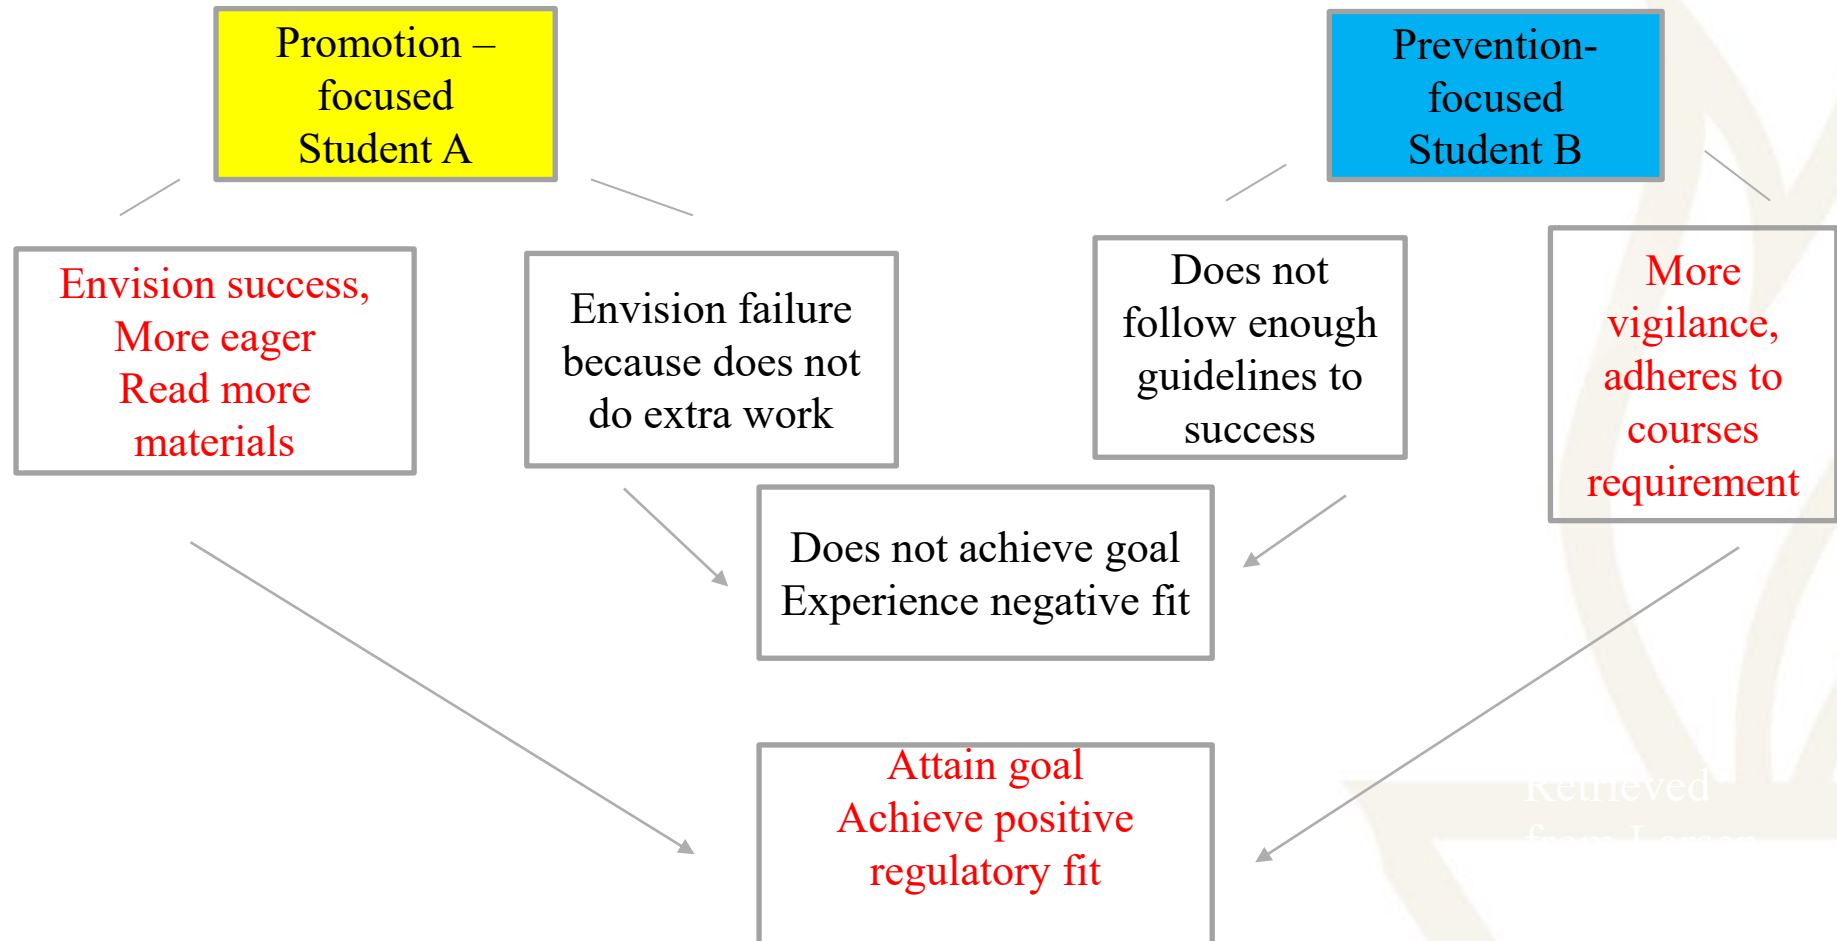 Promotion –
focused
Student A
Prevention-
focused
Student B
Envision success,
More eager
Read more
materials
Envision failure
because does not
do extra work
Does not
follow enough
guidelines to
success
More
vigilance,
adheres to
courses
requirement
Does not achieve goal
Experience negative fit
Attain goal
Achieve positive
regulatory fit
Retrieved
from Larsen